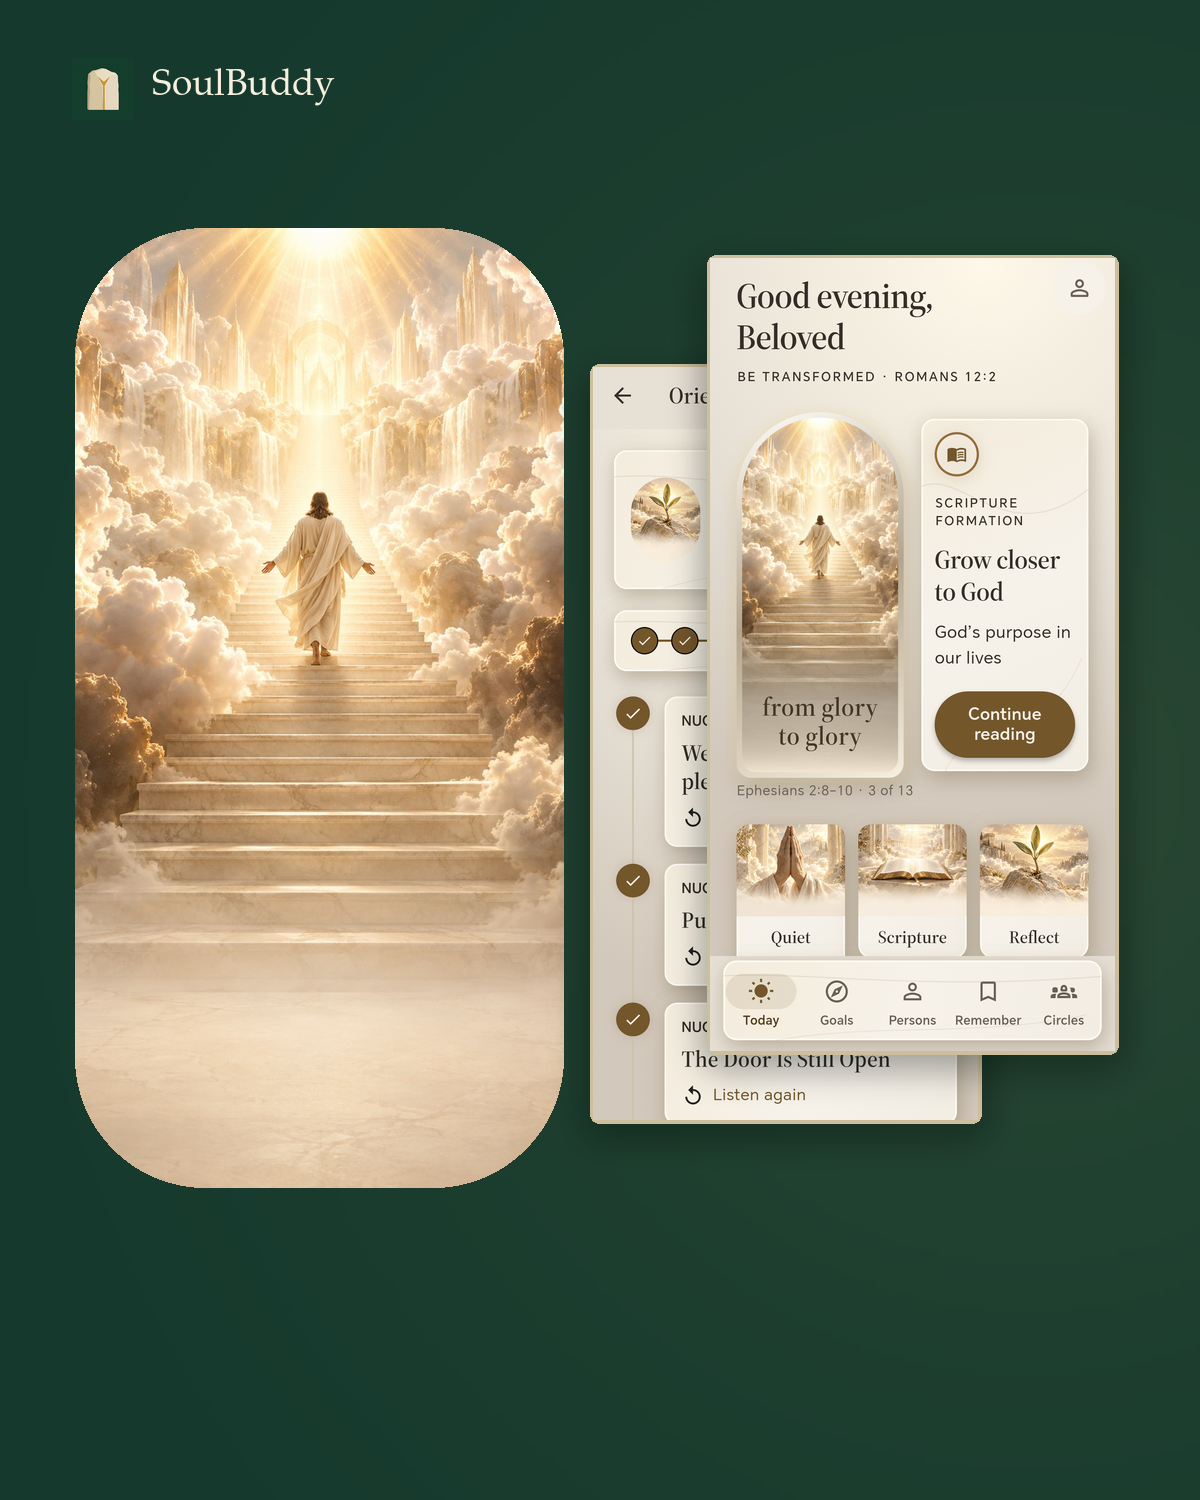 SoulBuddy
Good evening,
Beloved
BE TRANSFORMED · ROMANS 12:2
from glory
to glory
SCRIPTURE
FORMATION
Grow closer
to God
God's purpose in
our lives
Continue
reading
Ephesians 2:8–10 · 3 of 13
Quiet
Scripture
Reflect
Today
Goals
Persons
Remember
Circles
The Door Is Still Open
Listen again